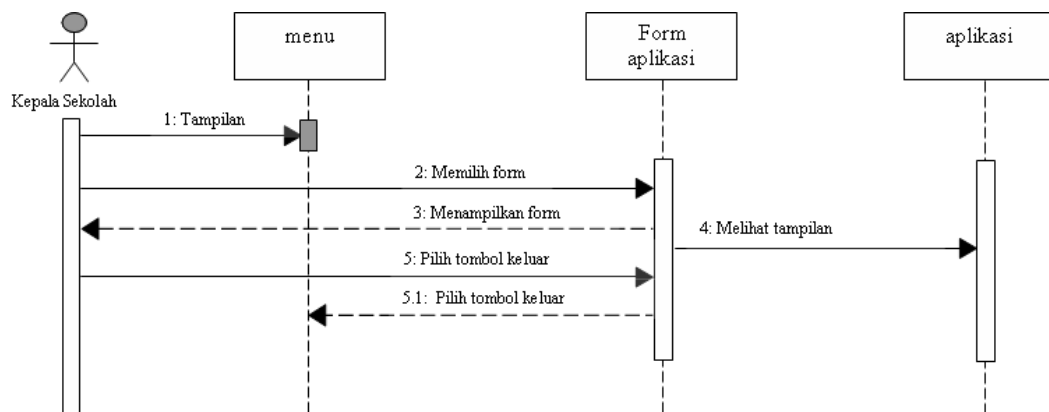 menu
Form
aplikasi
aplikasi
Kepala Sekolah
1: Tampilan
2: Memilih form
3: Menampilkan form
4: Melihat tampilan
5: Pilih tombol keluar
5.1: Pilih tombol keluar